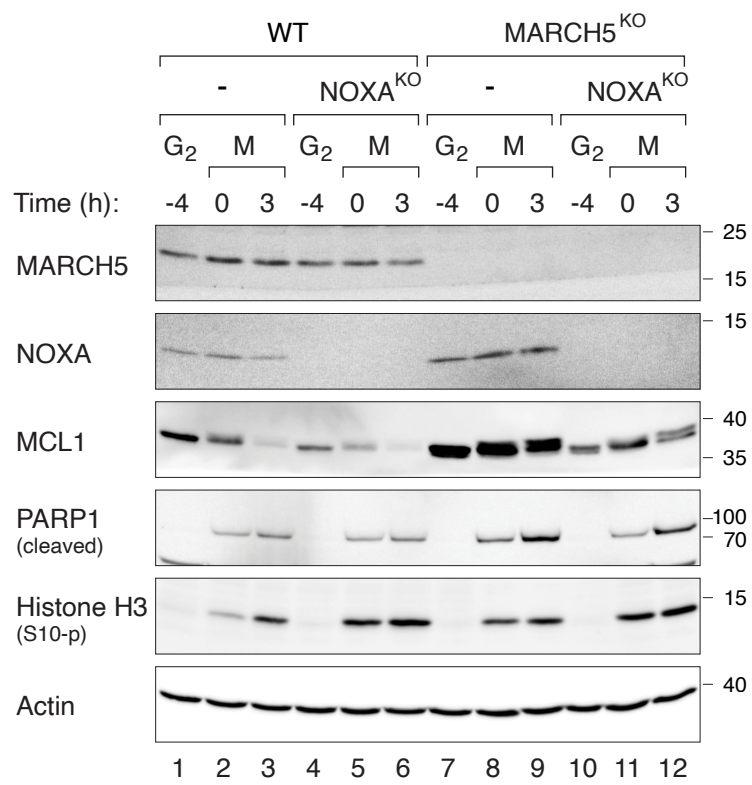 WT MARCH5KO
- NOXAKO - NOXAKO
G2 M G2 M G2 M G2 M
Time (h): -4 0 3 -4 0 3 -4 0 3 -4 0 3
MARCH5 25
15
NOXA 15
MCL1 40
35
PARP1 100
(cleaved) 70
Histone H3 15
(S10-p)
Actin 40
1 2 3 4 5 6 7 8 9 10 11 12